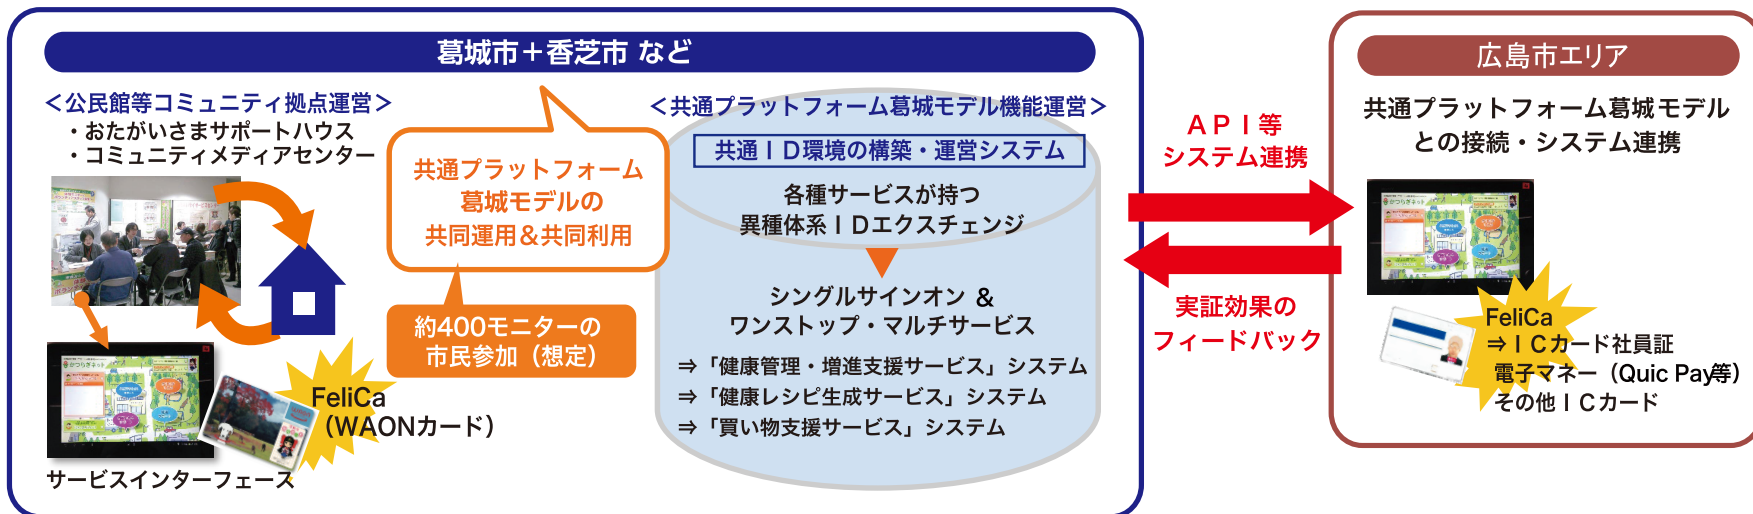 葛城市＋香芝市 など
＜公民館等コミュニティ拠点運営＞
・おたがいさまサポートハウス
・コミュニティメディアセンター
共通プラットフォーム
葛城モデルの
共同運用＆共同利用
約400モニターの
市民参加（想定）
FeliCa
（WAONカード）
サービスインターフェース
＜共通プラットフォーム葛城モデル機能運営＞
共通ＩＤ環境の構築・運営システム
各種サービスが持つ
異種体系ＩＤエクスチェンジ
シングルサインオン ＆
ワンストップ・マルチサービス
⇒「健康管理・増進支援サービス」システム
⇒「健康レシピ生成サービス」システム
⇒「買い物支援サービス」システム
ＡＰＩ等
システム連携
実証効果の
フィードバック
広島市エリア
共通プラットフォーム葛城モデル
との接続・システム連携
かつらぎネット
FeliCa
⇒ＩＣカード社員証
電子マネー（Quic Pay等）
その他ＩＣカード